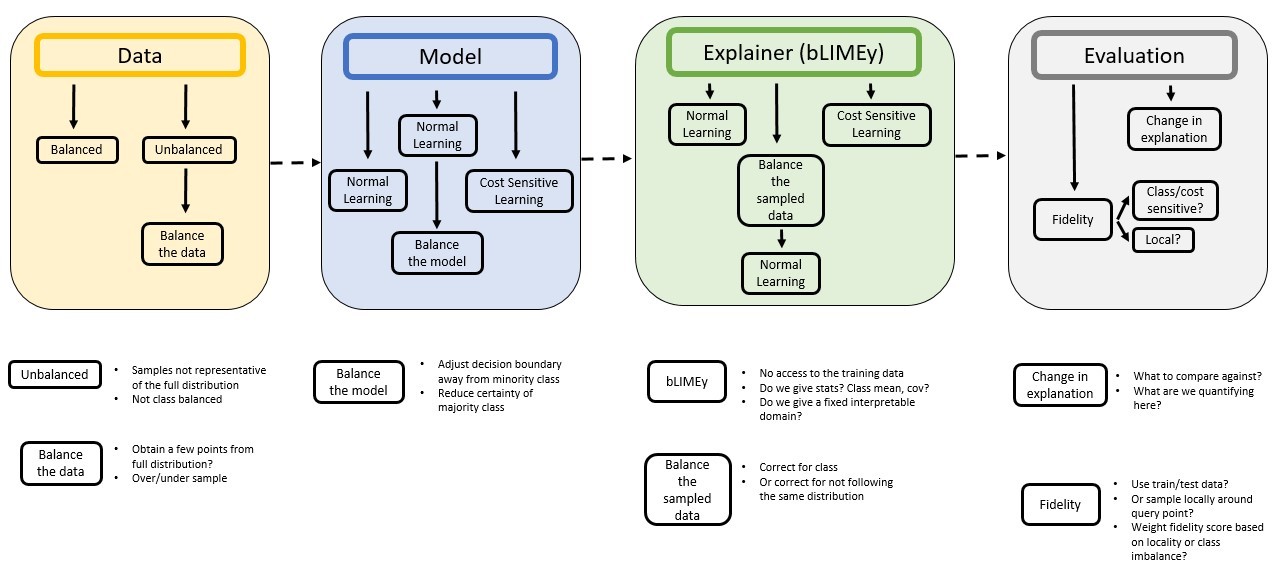 Data
Balanced
Unbalanced
Balance
the data
Model
Normal
Learning
Normal
Learning
Cost Sensitive
Learning
Balance
the model
Explainer (bLIMEy)
Normal
Learning
Cost Sensitive
Learning
Balance
the
sampled
data
Normal
Learning
Evaluation
Change in
explanation
Fidelity
Class/cost
sensitive?
Local?
Unbalanced
• Samples not representative
of the full distribution
• Not class balanced
Balance
the data
• Obtain a few points from
full distribution?
• Over/under sample
Balance
the model
• Adjust decision boundary
away from minority class
• Reduce certainty of
majority class
bLIMEy
• No access to the training data
• Do we give stats? Class mean, cov?
• Do we give a fixed interpretable
domain?
Balance
the
sampled
data
• Correct for class
• Or correct for not following
the same distribution
Change in
explanation
• What to compare against?
• What are we quantifying
here?
Fidelity
• Use train/test data?
• Or sample locally around
query point?
• Weight fidelity score based
on locality or class
imbalance?